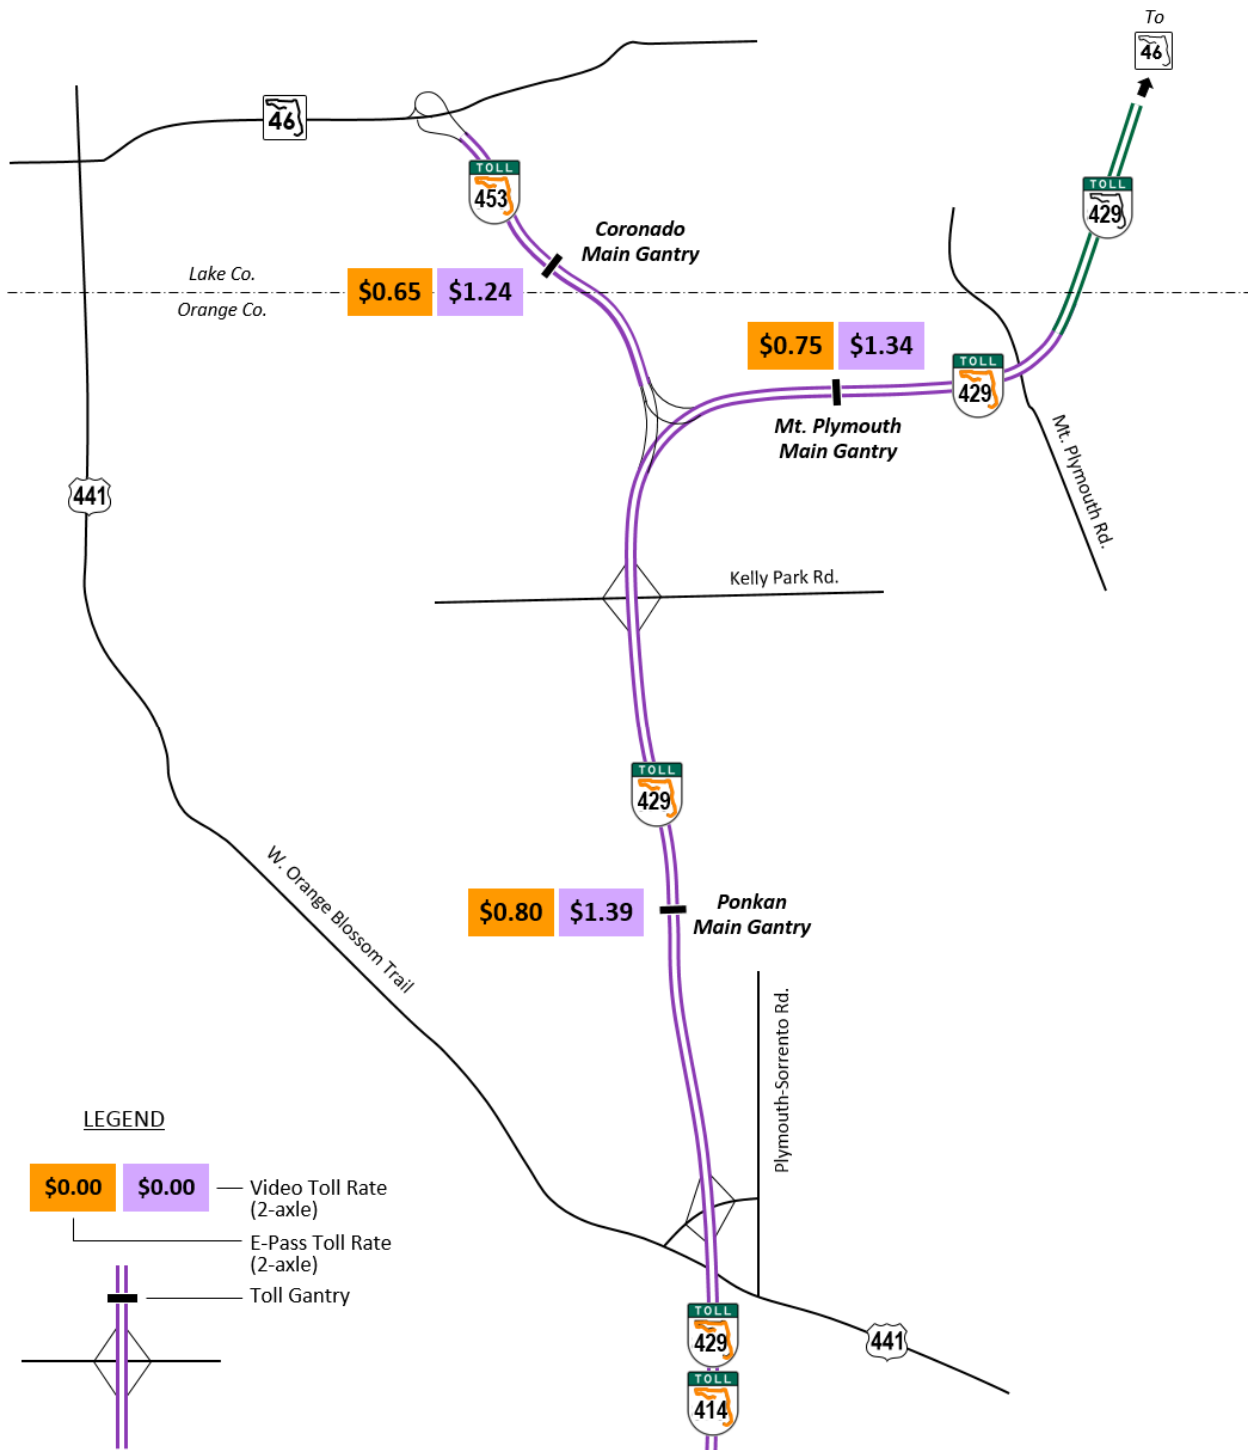 To
46
46
TOLL
453
TOLL
429
Coronado
Main Gantry
Lake Co.
Orange Co.
$0.65 $1.24
$0.75 $1.34
TOLL
429
Mt. Plymouth
Main Gantry
Mt. Plymouth Rd.
441
Kelly Park Rd.
TOLL
429
W. Orange Blossom Trail
$0.80 $1.39
Ponkan
Main Gantry
Plymouth-Sorrento Rd.
LEGEND
$0.00 $0.00
Video Toll Rate
(2-axle)
E-Pass Toll Rate
(2-axle)
Toll Gantry
TOLL
429
441
TOLL
414